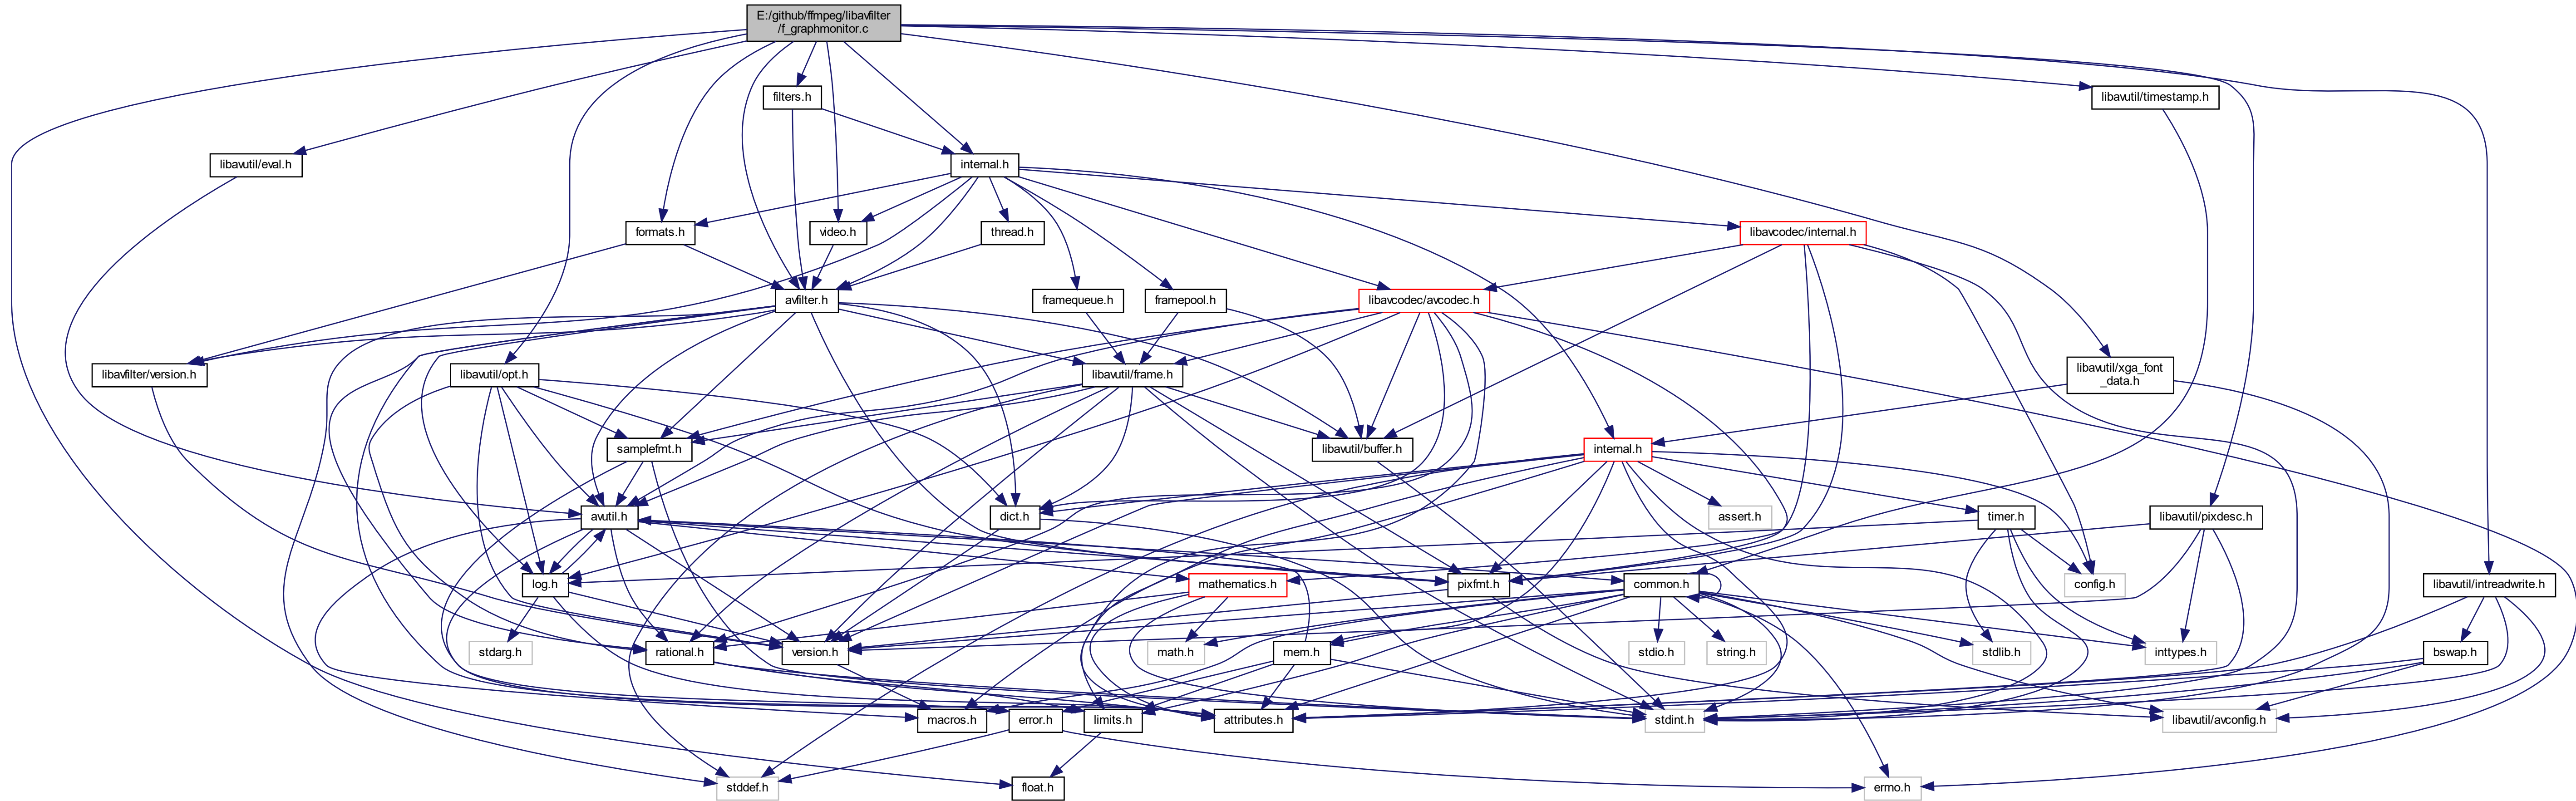 E:/github/ffmpeg/libavfilter
/f_graphmonitor.c
filters.h
libavutil/timestamp.h
libavutil/eval.h
internal.h
formats.h
video.h
thread.h
libavcodec/internal.h
avfilter.h
framequeue.h
framepool.h
libavcodec/avcodec.h
libavfilter/version.h
libavutil/opt.h
libavutil/frame.h
libavutil/xga_font
_data.h
samplefmt.h
libavutil/buffer.h
internal.h
avutil.h
dict.h
assert.h
timer.h
libavutil/pixdesc.h
log.h
mathematics.h
pixfmt.h
common.h
config.h
libavutil/intreadwrite.h
stdarg.h
rational.h
version.h
math.h
mem.h
stdio.h
string.h
stdlib.h
inttypes.h
bswap.h
macros.h
error.h
limits.h
attributes.h
stdint.h
libavutil/avconfig.h
stddef.h
float.h
errno.h